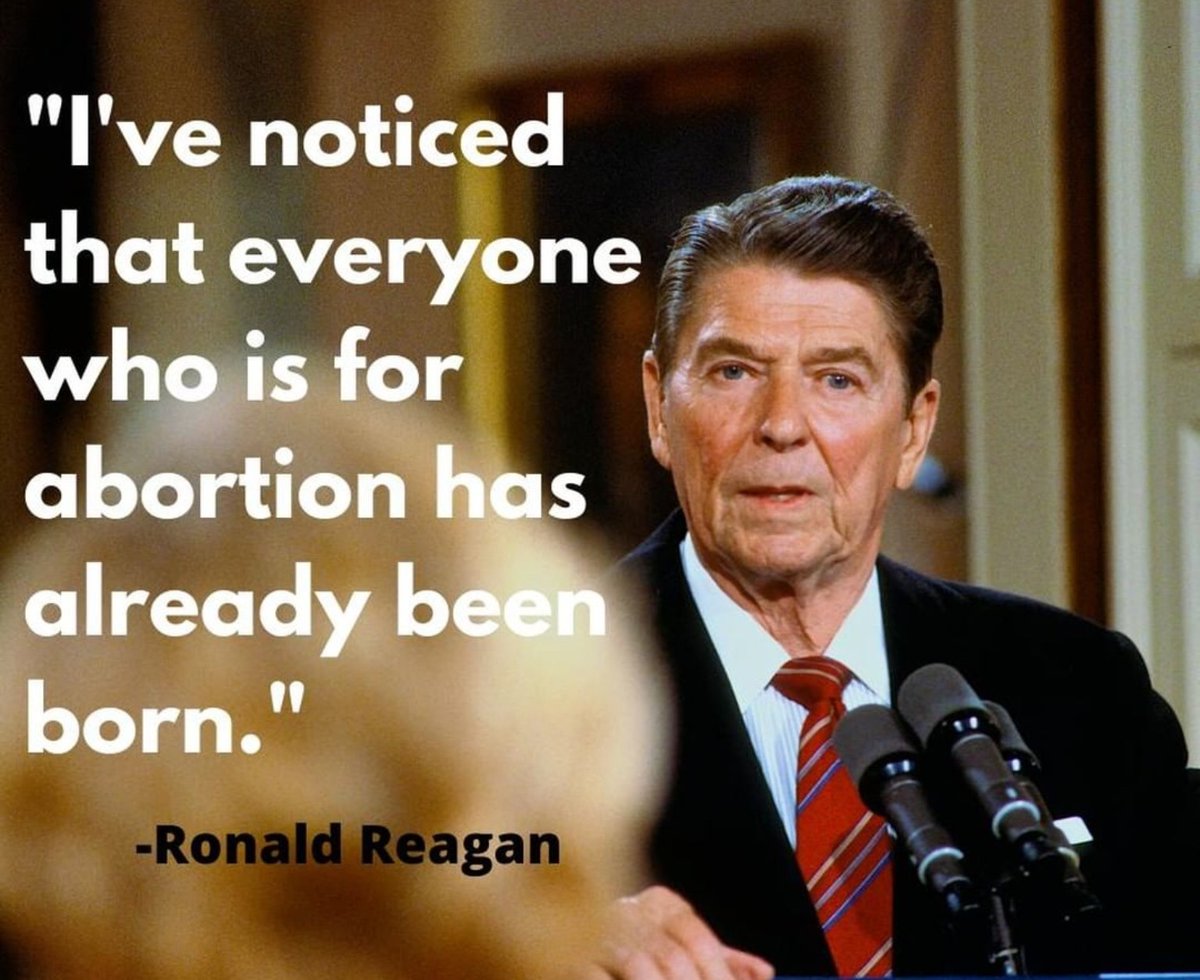 "I've noticed
that everyone
who is for
abortion has
already been
born."
-Ronald Reagan